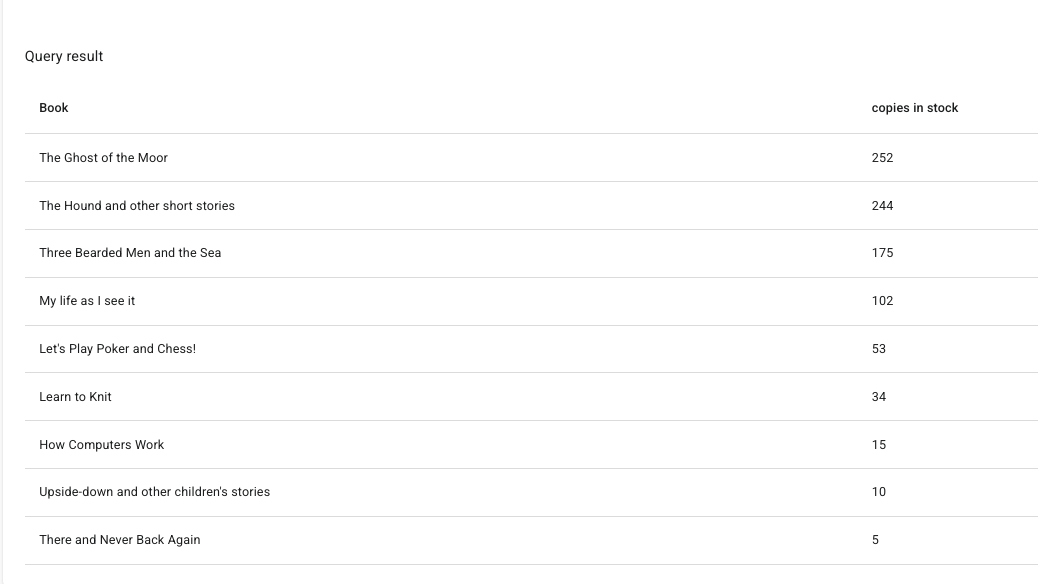 Query result
Book copies in stock
The Ghost of the Moor 252
The Hound and other short stories 244
Three Bearded Men and the Sea 175
My life as I see it 102
Let's Play Poker and Chess! 53
Learn to Knit 34
How Computers Work 15
Upside-down and other children's stories 10
There and Never Back Again 5